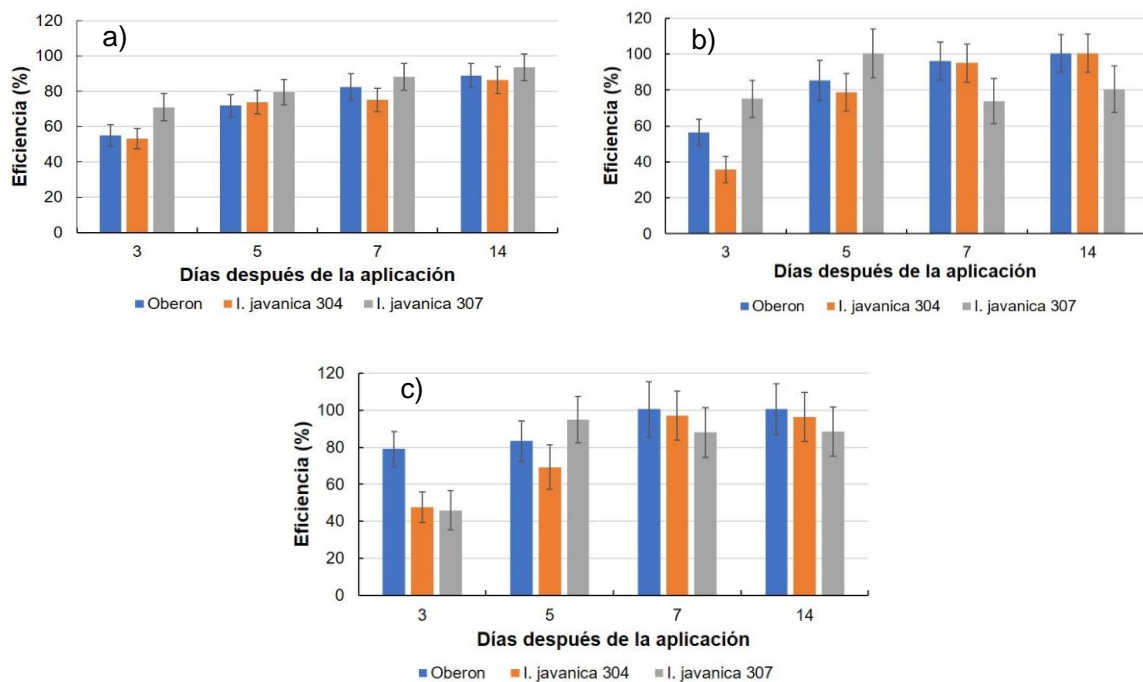 a)
Eficiencia (%)
120
100
80
60
40
20
0
3 5 7 14
Días después de la aplicación
Oberon I. javanica 304 I. javanica 307
b)
Eficiencia (%)
120
100
80
60
40
20
0
3 5 7 14
Días después de la aplicación
Oberon I. javanica 304 I. javanica 307
c)
Eficiencia (%)
120
100
80
60
40
20
0
3 5 7 14
Días después de la aplicación
Oberon I. javanica 304 I. javanica 307